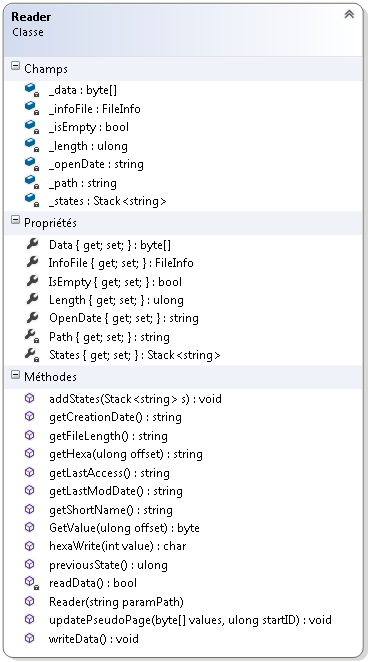 Reader
Classe
Champs
_data : byte[]
_infoFile : FileInfo
_isEmpty : bool
_length : ulong
_openDate : string
_path : string
_states : Stack<string>
Propriétés
Data { get; set; } : byte[]
InfoFile { get; set; } : FileInfo
IsEmpty { get; set; } : bool
Length { get; set; } : ulong
OpenDate { get; set; } : string
Path { get; set; } : string
States { get; set; } : Stack<string>
Méthodes
addStates(Stack<string> s) : void
getCreationDate() : string
getFileLength() : string
getHexa(ulong offset) : string
getLastAccess() : string
getLastModDate() : string
getShortName() : string
GetValue(ulong offset) : byte
hexaWrite(int value) : char
previousState() : ulong
readData() : bool
Reader(string paramPath)
updatePseudoPage(byte[] values, ulong startID) : void
writeData() : void